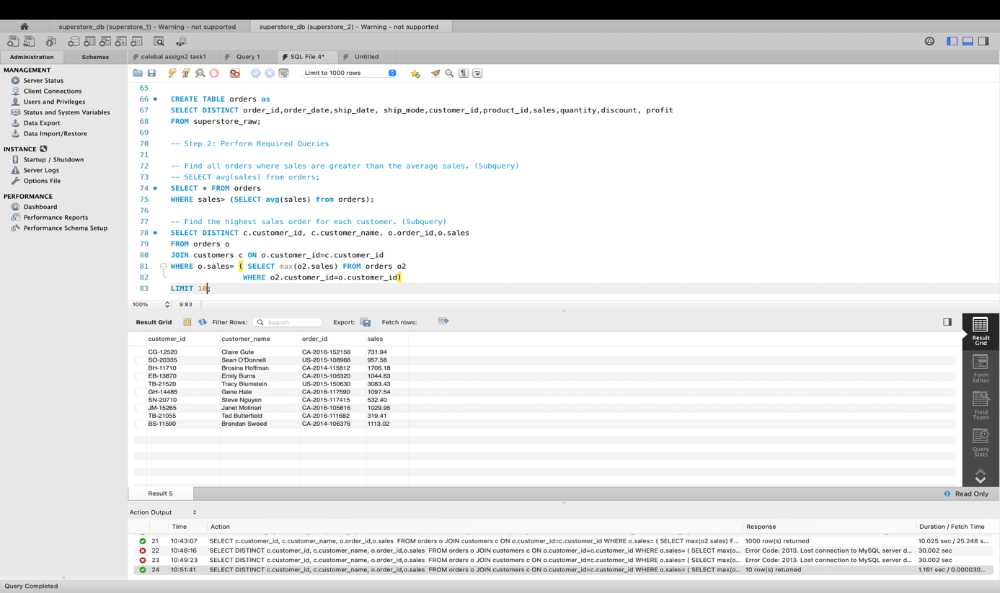 superstore_db (superstore_1) - Warning - not supported
superstore_db (superstore_2) - Warning - not supported
Administration
Schemas
celebal assign2 task1
Query 1
SQL File 4*
Untitled
MANAGEMENT
Server Status
Client Connections
Users and Privileges
Status and System Variables
Data Export
Data Import/Restore
INSTANCE
Startup / Shutdown
Server Logs
Options File
PERFORMANCE
Dashboard
Performance Reports
Performance Schema Setup
Limit to 1000 rows
65
66 CREATE TABLE orders as
67 SELECT DISTINCT order_id,order_date,ship_date, ship_mode,customer_id,product_id,sales,quantity,discount, profit
68 FROM superstore_raw;
69
70 -- Step 2: Perform Required Queries
71
72 -- Find all orders where sales are greater than the average sales. (Subquery)
73 -- SELECT avg(sales) from orders;
74 SELECT * FROM orders
75 WHERE sales> (SELECT avg(sales) from orders);
76
77 -- Find the highest sales order for each customer. (Subquery)
78 SELECT DISTINCT c.customer_id, c.customer_name, o.order_id,o.sales
79 FROM orders o
80 JOIN customers c ON o.customer_id=c.customer_id
81 WHERE o.sales= ( SELECT max(o2.sales) FROM orders o2
82 WHERE o2.customer_id=o.customer_id)
83 LIMIT 10;
100% 9:83
Result Grid Filter Rows: Search Export: Fetch rows:
customer_id customer_name order_id sales
CG-12520 Claire Gute CA-2016-152156 731.94
SO-20335 Sean O'Donnell US-2015-108966 957.58
BH-11710 Brosina Hoffman CA-2014-115812 1706.18
EB-13870 Emily Burns CA-2015-106320 1044.63
TB-21520 Tracy Blumstein US-2015-150630 3083.43
GH-14485 Gene Hale CA-2016-117590 1097.54
SN-20710 Steve Nguyen CA-2015-117415 532.40
JM-15265 Janet Molinari CA-2016-105816 1029.95
TB-21055 Ted Butterfield CA-2016-111682 319.41
BS-11590 Brendan Sweed CA-2014-106376 1113.02
Result Grid
Form Editor
Field Types
Query Stats
Result 5
Read Only
Action Output
Time Action Response Duration / Fetch Time
21 10:43:07 SELECT c.customer_id, c.customer_name, o.order_id,o.sales FROM orders o JOIN customers c ON o.customer_id=c.customer_id WHERE o.sales= ( SELECT max(o2.sales) F... 1000 row(s) returned 10.025 sec / 25.248 s...
22 10:48:16 SELECT DISTINCT c.customer_id, c.customer_name, o.order_id,o.sales FROM orders o JOIN customers c ON o.customer_id=c.customer_id WHERE o.sales= ( SELECT max(o... Error Code: 2013. Lost connection to MySQL server d... 30.002 sec
23 10:49:23 SELECT DISTINCT c.customer_id, c.customer_name, o.order_id,o.sales FROM orders o JOIN customers c ON o.customer_id=c.customer_id WHERE o.sales= ( SELECT max(o... Error Code: 2013. Lost connection to MySQL server d... 30.002 sec
24 10:51:41 SELECT DISTINCT c.customer_id, c.customer_name, o.order_id,o.sales FROM orders o JOIN customers c ON o.customer_id=c.customer_id WHERE o.sales= ( SELECT max(o... 10 row(s) returned 1.161 sec / 0.000030...
Query Completed